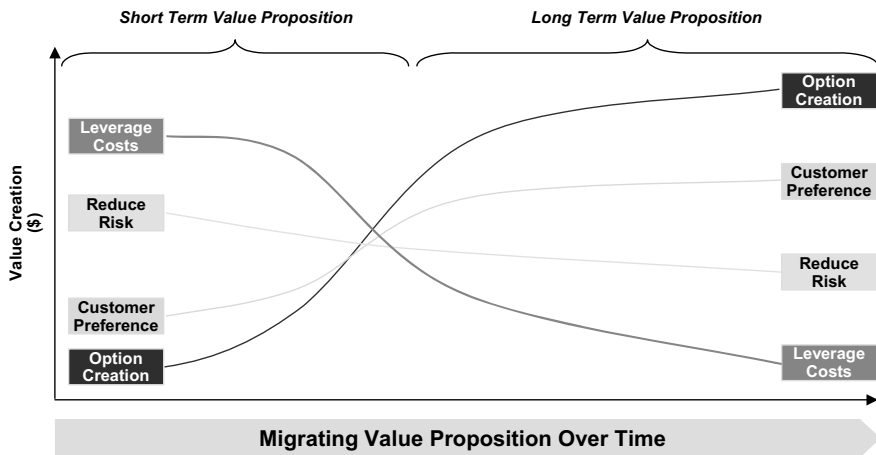 Short Term Value Proposition
Long Term Value Proposition
Value Creation
($)
Leverage
Costs
Reduce
Risk
Customer
Preference
Option
Creation
Option
Creation
Customer
Preference
Reduce
Risk
Leverage
Costs
Migrating Value Proposition Over Time